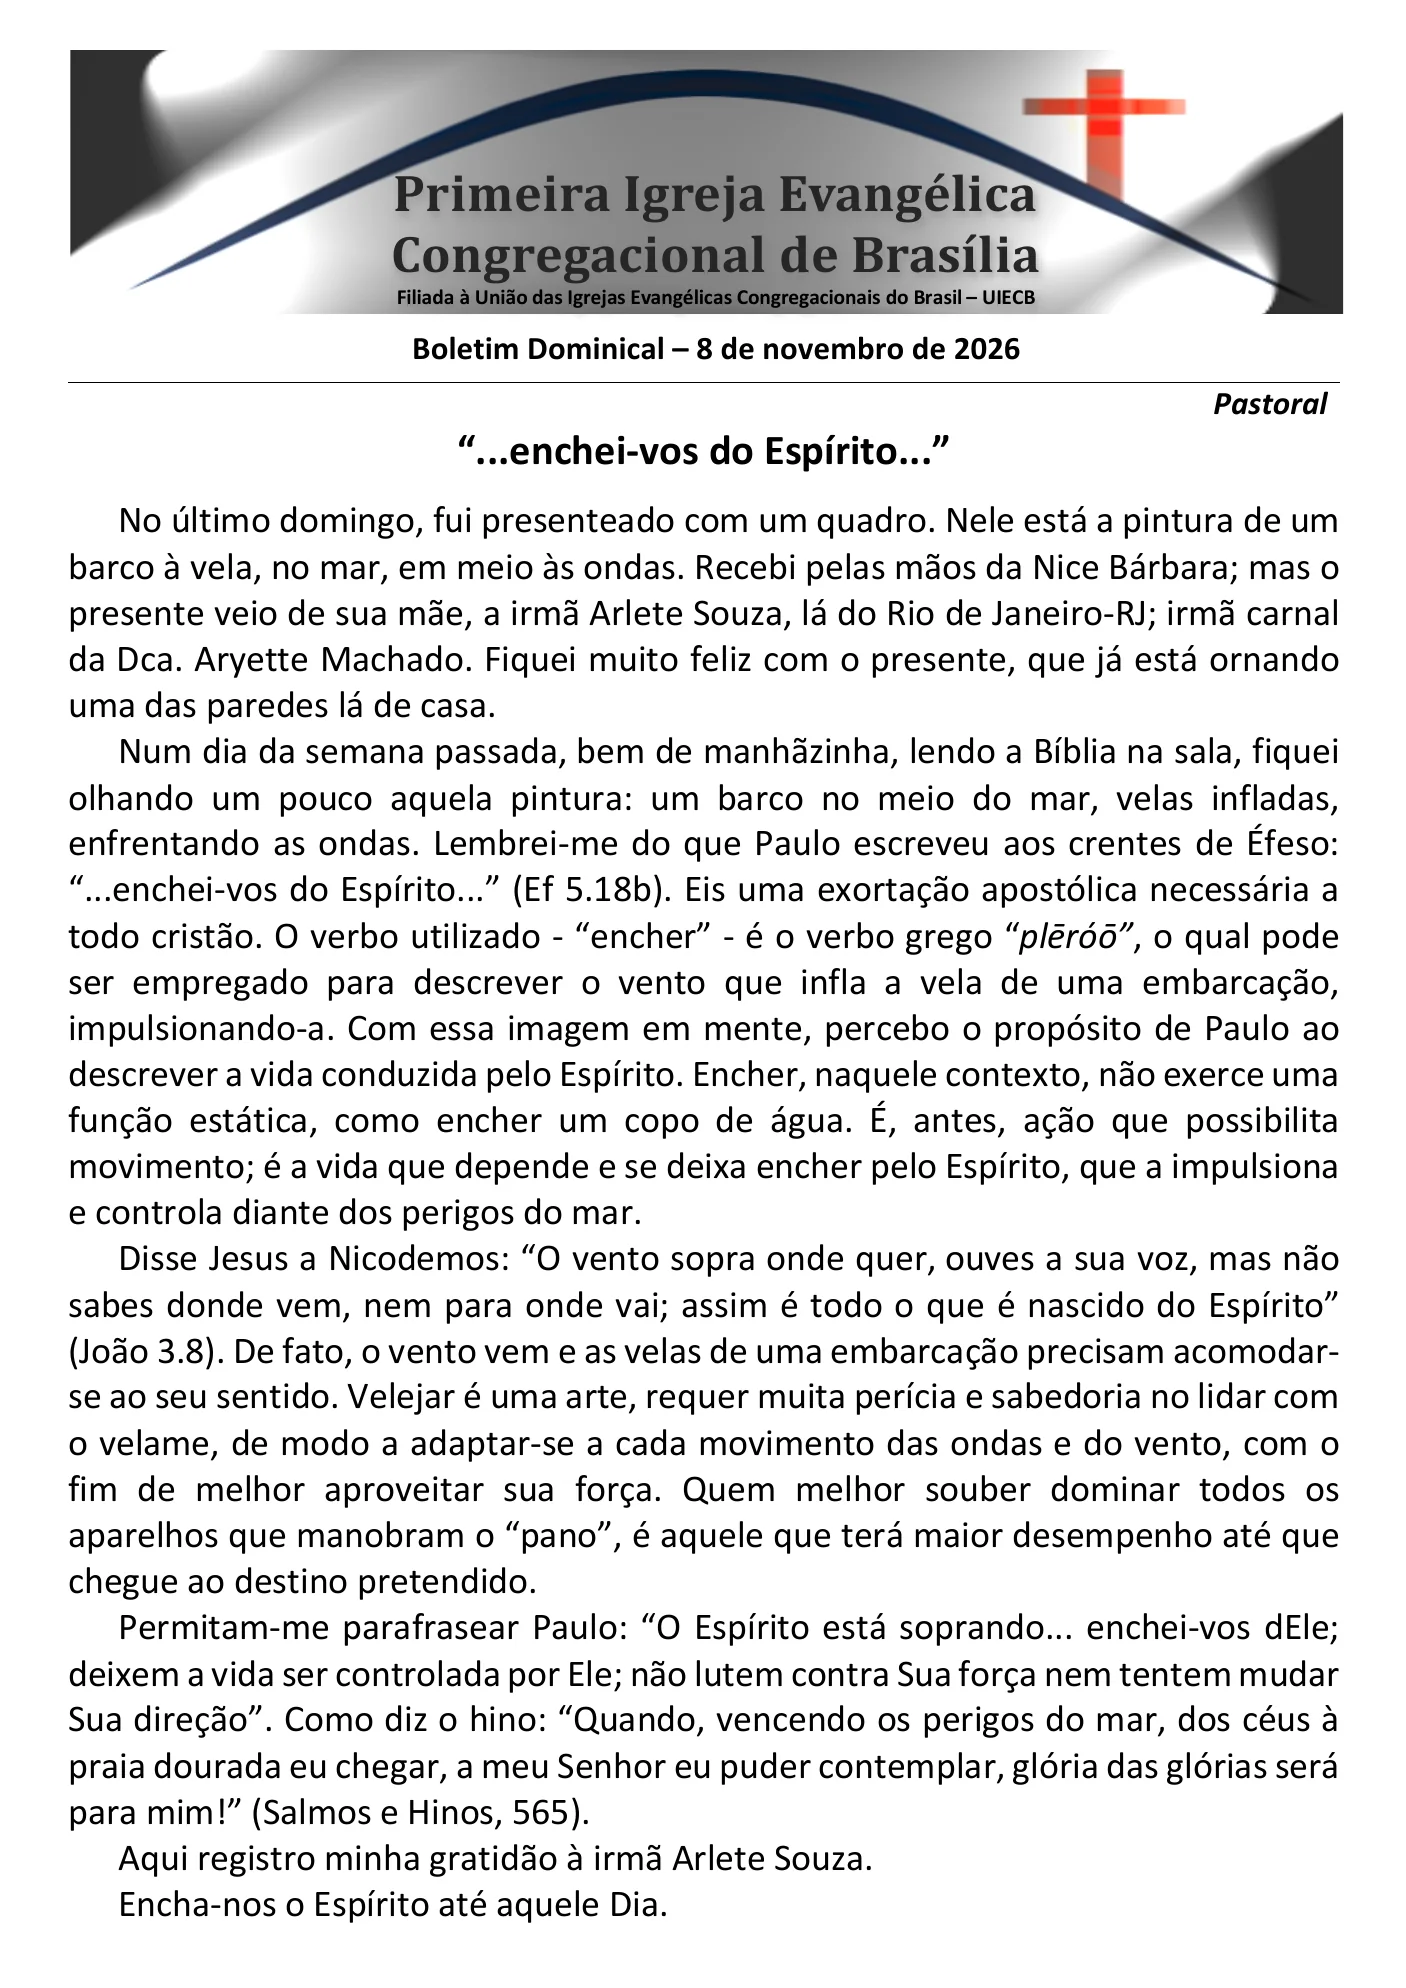 Primeira Igreja Evangélica
Congregacional de Brasília
Filiada à União das Igrejas Evangélicas Congregacionais do Brasil – UIECB
Boletim Dominical – 8 de novembro de 2026
Pastoral
“...enchei-vos do Espírito...”
No último domingo, fui presenteado com um quadro. Nele está a pintura de um
barco à vela, no mar, em meio às ondas. Recebi pelas mãos da Nice Bárbara; mas o
presente veio de sua mãe, a irmã Arlete Souza, lá do Rio de Janeiro-RJ; irmã carnal
da Dca. Aryette Machado. Fiquei muito feliz com o presente, que já está ornando
uma das paredes lá de casa.
Num dia da semana passada, bem de manhãzinha, lendo a Bíblia na sala, fiquei
olhando um pouco aquela pintura: um barco no meio do mar, velas infladas,
enfrentando as ondas. Lembrei-me do que Paulo escreveu aos crentes de Éfeso:
“...enchei-vos do Espírito...” (Ef 5.18b). Eis uma exortação apostólica necessária a
todo cristão. O verbo utilizado - “encher” - é o verbo grego “plēróō”, o qual pode
ser empregado para descrever o vento que infla a vela de uma embarcação,
impulsionando-a. Com essa imagem em mente, percebo o propósito de Paulo ao
descrever a vida conduzida pelo Espírito. Encher, naquele contexto, não exerce uma
função estática, como encher um copo de água. É, antes, ação que possibilita
movimento; é a vida que depende e se deixa encher pelo Espírito, que a impulsiona
e controla diante dos perigos do mar.
Disse Jesus a Nicodemos: “O vento sopra onde quer, ouves a sua voz, mas não
sabes donde vem, nem para onde vai; assim é todo o que é nascido do Espírito”
(João 3.8). De fato, o vento vem e as velas de uma embarcação precisam acomodar-
se ao seu sentido. Velejar é uma arte, requer muita perícia e sabedoria no lidar com
o velame, de modo a adaptar-se a cada movimento das ondas e do vento, com o
fim de melhor aproveitar sua força. Quem melhor souber dominar todos os
aparelhos que manobram o “pano”, é aquele que terá maior desempenho até que
chegue ao destino pretendido.
Permitam-me parafrasear Paulo: “O Espírito está soprando... enchei-vos dEle;
deixem a vida ser controlada por Ele; não lutem contra Sua força nem tentem mudar
Sua direção”. Como diz o hino: “Quando, vencendo os perigos do mar, dos céus à
praia dourada eu chegar, a meu Senhor eu puder contemplar, glória das glórias será
para mim!” (Salmos e Hinos, 565).
Aqui registro minha gratidão à irmã Arlete Souza.
Encha-nos o Espírito até aquele Dia.